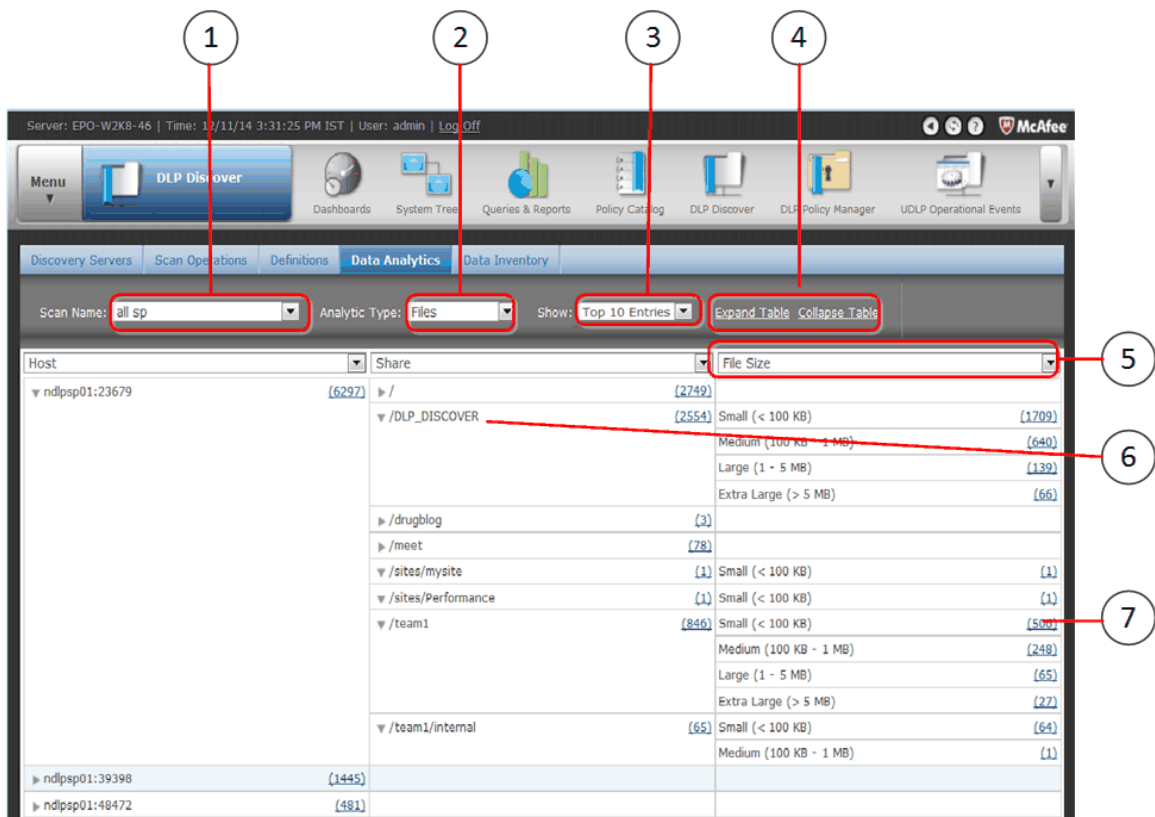 1 2 3 4
Server: EPO-W2K8-46 | Time: 12/11/14 3:31:25 PM IST | User: admin | Log Off
McAfee
Menu
DLP Discover
Dashboards System Tree Queries & Reports Policy Catalog DLP Discover DLP Policy Manager UDLP Operational Events
Discovery Servers Scan Operations Definitions Data Analytics Data Inventory
Scan Name: all sp Analytic Type: Files Show: Top 10 Entries Expand Table Collapse Table
5
Host Share File Size
ndlpsp01:23679 (6297) / (2749)
/DLP_DISCOVER (2554) Small (< 100 KB) (1709)
Medium (100 KB - 1 MB) (640)
6
Large (1 - 5 MB) (139)
Extra Large (> 5 MB) (66)
/drugblog (3)
/meet (78)
/sites/mysite (1) Small (< 100 KB) (1)
/sites/Performance (1) Small (< 100 KB) (1)
7
/team1 (846) Small (< 100 KB) (506)
Medium (100 KB - 1 MB) (248)
Large (1 - 5 MB) (65)
Extra Large (> 5 MB) (27)
/team1/internal (65) Small (< 100 KB) (64)
Medium (100 KB - 1 MB) (1)
ndlpsp01:39398 (1445)
ndlpsp01:48472 (481)